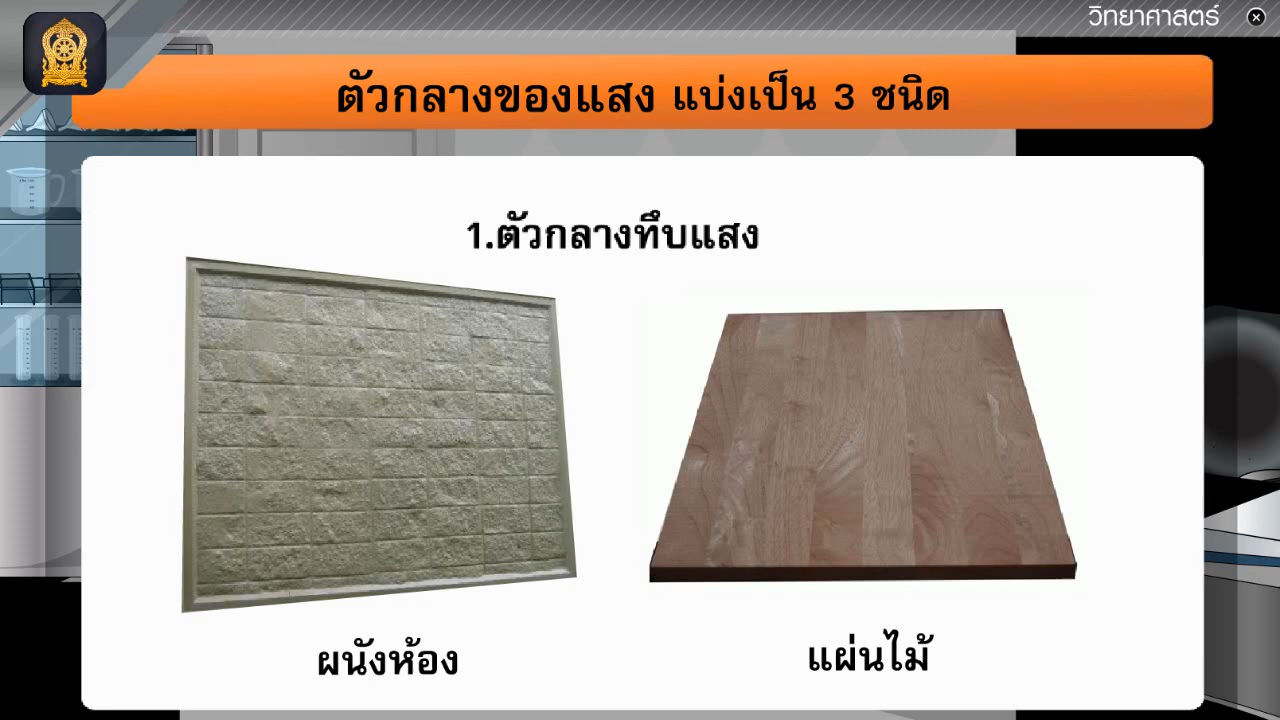 วิทยาศาสตร์
ตัวกลางของแสง แบ่งเป็น 3 ชนิด
1.ตัวกลางทึบแสง
ผนังห้อง
แผ่นไม้